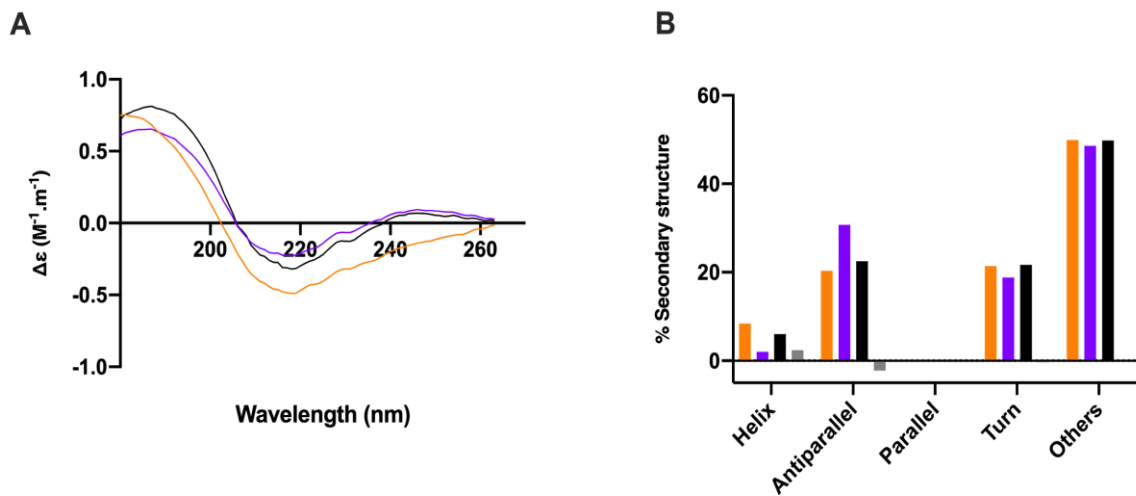 A
B
1.0
0.5
0.0
-0.5
-1.0
200
220
240
260
Δε (M⁻¹.m⁻¹)
Wavelength (nm)
60
40
20
0
% Secondary structure
Helix
Antiparallel
Parallel
Turn
Others